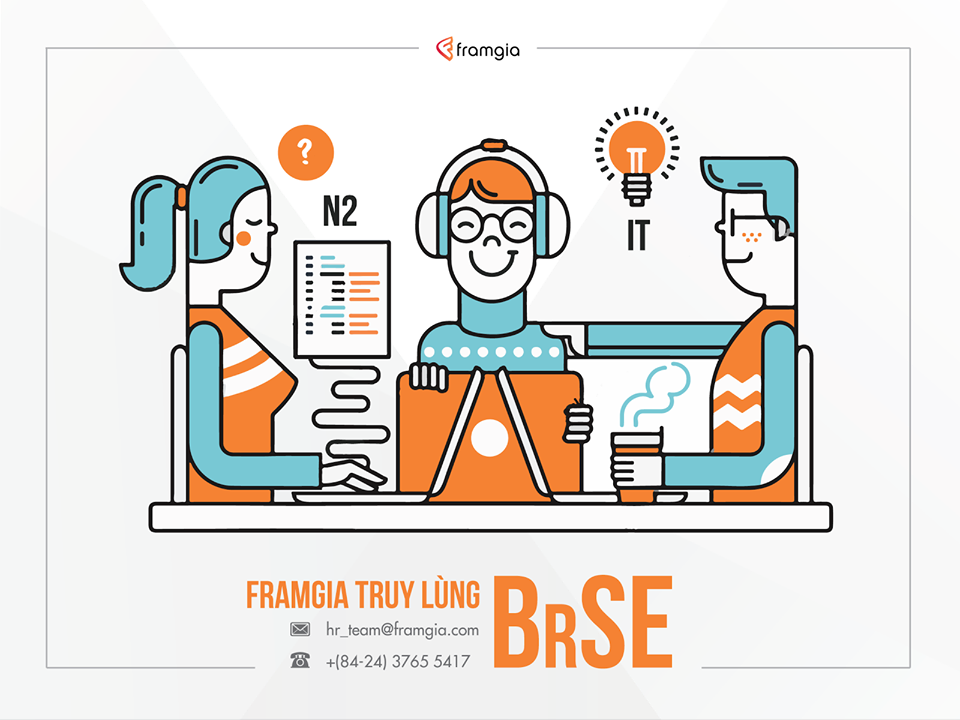 framgia
?
N2
IT
FRAMGIA TRUY LÙNG
BRSE
hr_team@framgia.com
+(84-24) 3765 5417